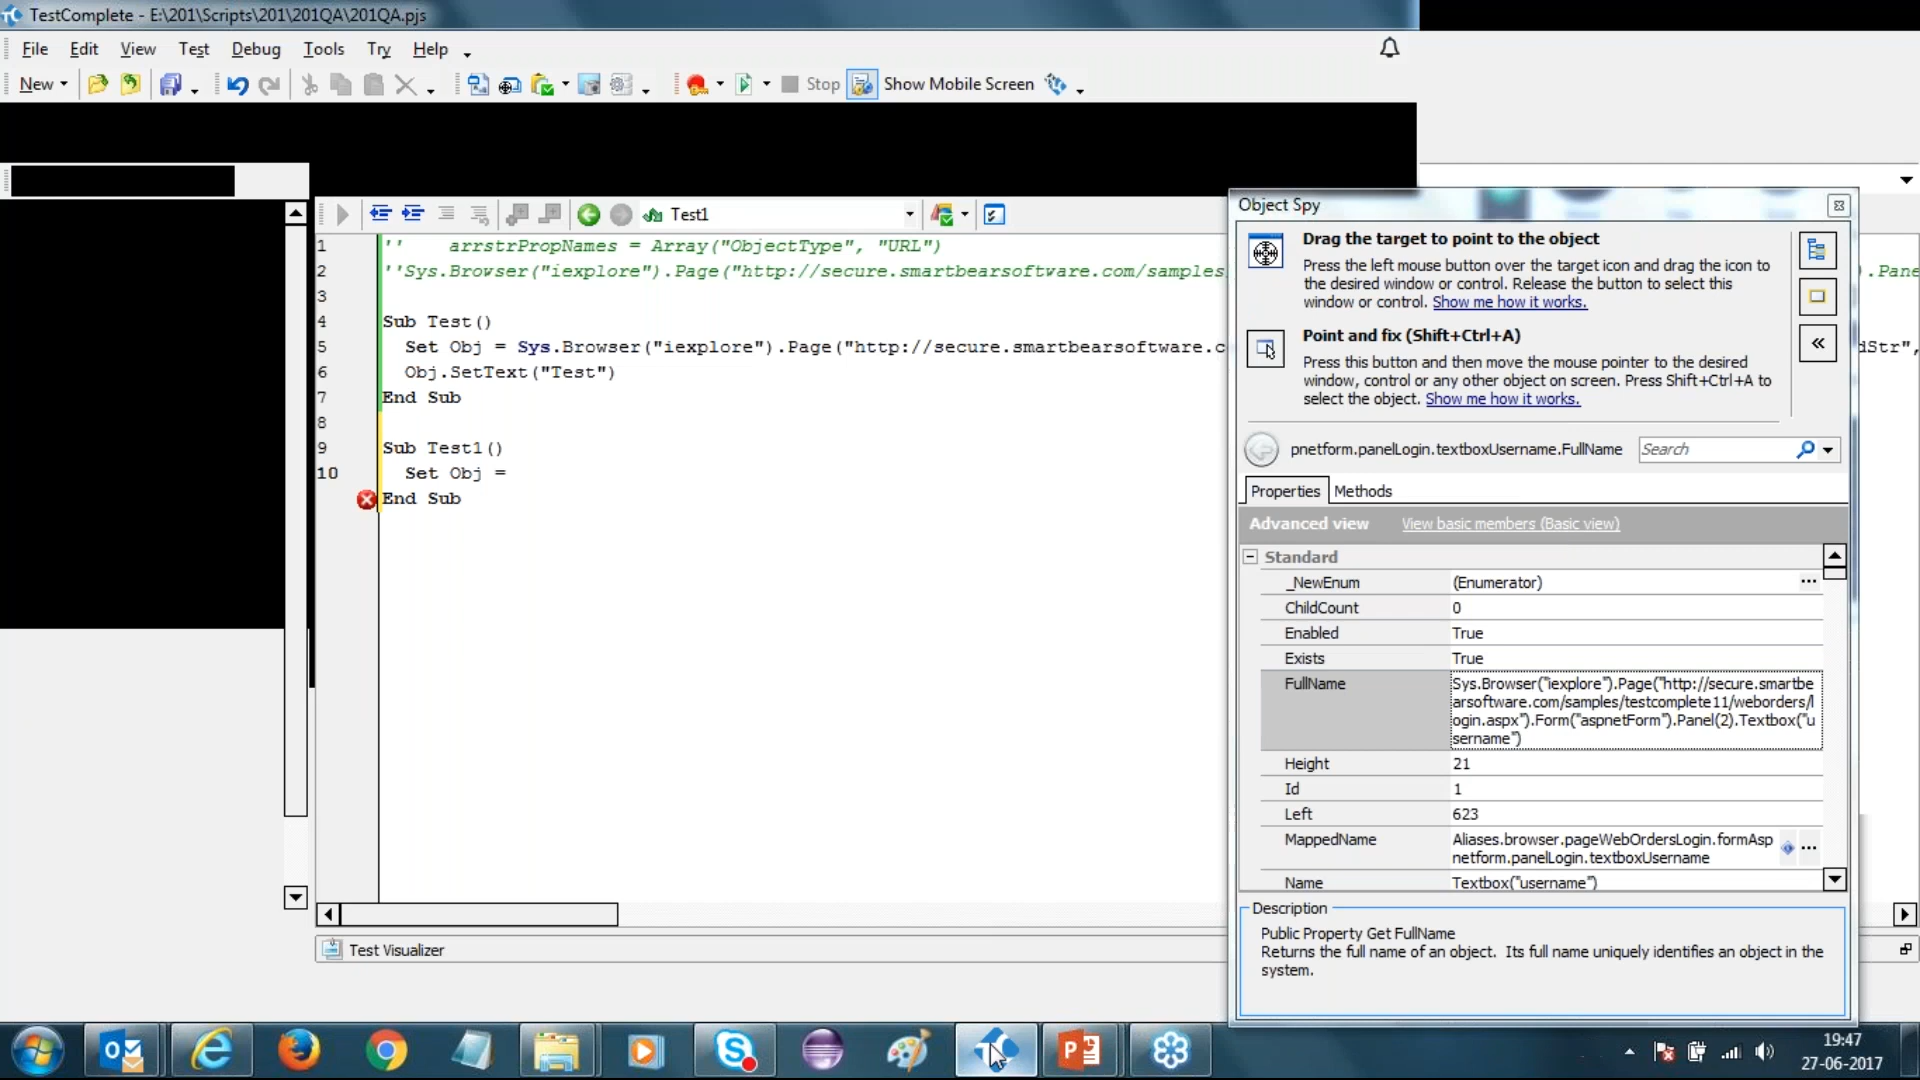 TestComplete - E:\201\Scripts\201\201QA\201QA.pjs
File Edit View Test Debug Tools Try Help
New Stop Show Mobile Screen
Test1
1 '' arrstrPropNames = Array("ObjectType", "URL")
2 ''Sys.Browser("iexplore").Page("http://secure.smartbearsoftware.com/samples ).Pane
3
4 Sub Test()
5 Set Obj = Sys.Browser("iexplore").Page("http://secure.smartbearsoftware.c dStr",
6 Obj.SetText("Test")
7 End Sub
8
9 Sub Test1()
10 Set Obj =
End Sub
Test Visualizer
Object Spy
Drag the target to point to the object
Press the left mouse button over the target icon and drag the icon to
the desired window or control. Release the button to select this
window or control. Show me how it works.
Point and fix (Shift+Ctrl+A)
Press this button and then move the mouse pointer to the desired
window, control or any other object on screen. Press Shift+Ctrl+A to
select the object. Show me how it works.
pnetform.panelLogin.textboxUsername.FullName Search
Properties Methods
Advanced view View basic members (Basic view)
Standard
_NewEnum (Enumerator)
ChildCount 0
Enabled True
Exists True
FullName Sys.Browser("iexplore").Page("http://secure.smartbe
arsoftware.com/samples/testcomplete11/weborders/l
ogin.aspx").Form("aspnetForm").Panel(2).Textbox("u
sername")
Height 21
Id 1
Left 623
MappedName Aliases.browser.pageWebOrdersLogin.formAsp
netform.panelLogin.textboxUsername
Name Textbox("username")
Description
Public Property Get FullName
Returns the full name of an object. Its full name uniquely identifies an object in the
system.
19:47
27-06-2017